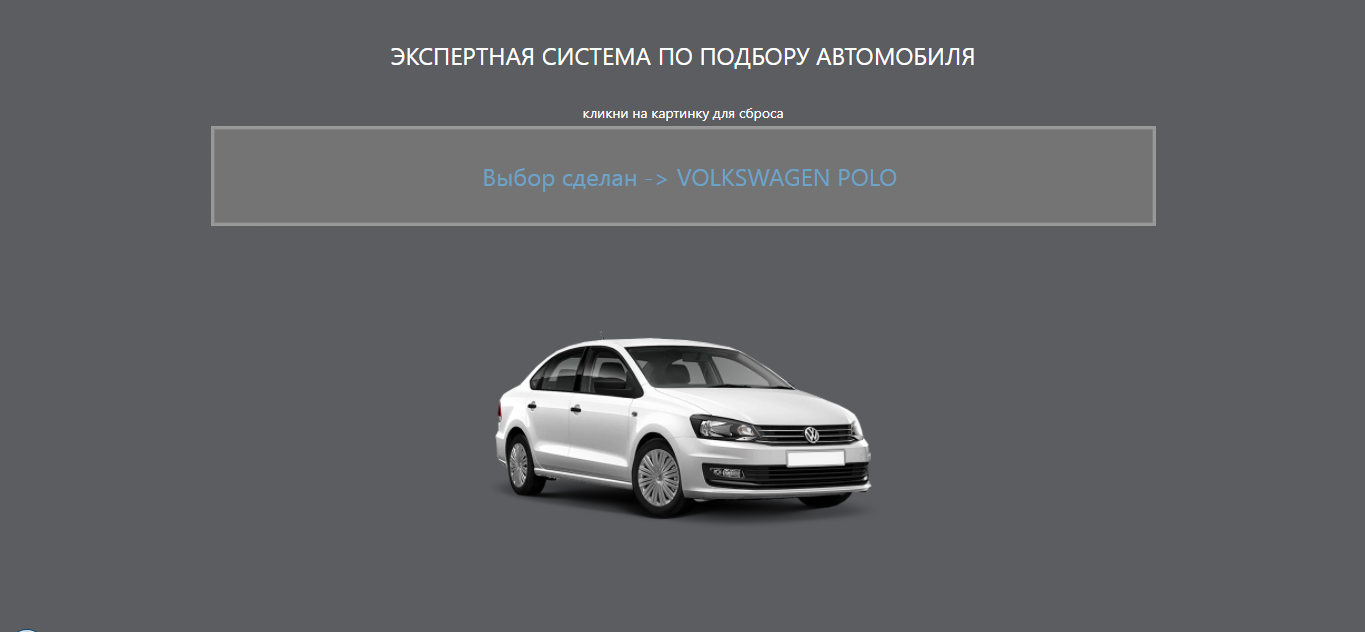 ЭКСПЕРТНАЯ СИСТЕМА ПО ПОДБОРУ АВТОМОБИЛЯ
кликни на картинку для сброса
Выбор сделан -> VOLKSWAGEN POLO